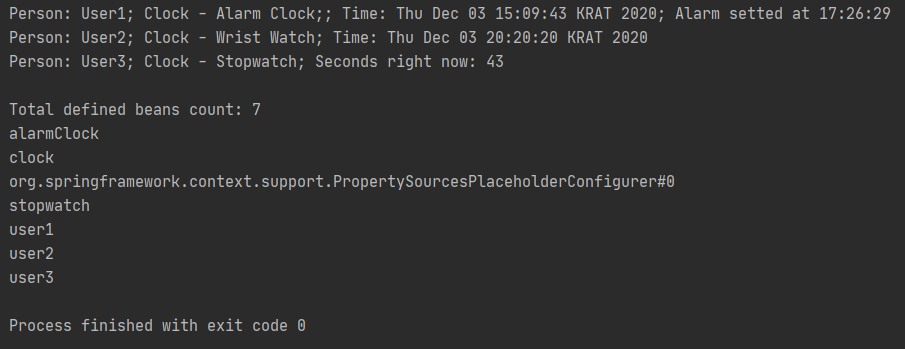 Person: User1; Clock - Alarm Clock;; Time: Thu Dec 03 15:09:43 KRAT 2020; Alarm setted at 17:26:29
Person: User2; Clock - Wrist Watch; Time: Thu Dec 03 20:20:20 KRAT 2020
Person: User3; Clock - Stopwatch; Seconds right now: 43
Total defined beans count: 7
alarmClock
clock
org.springframework.context.support.PropertySourcesPlaceholderConfigurer#0
stopwatch
user1
user2
user3
Process finished with exit code 0